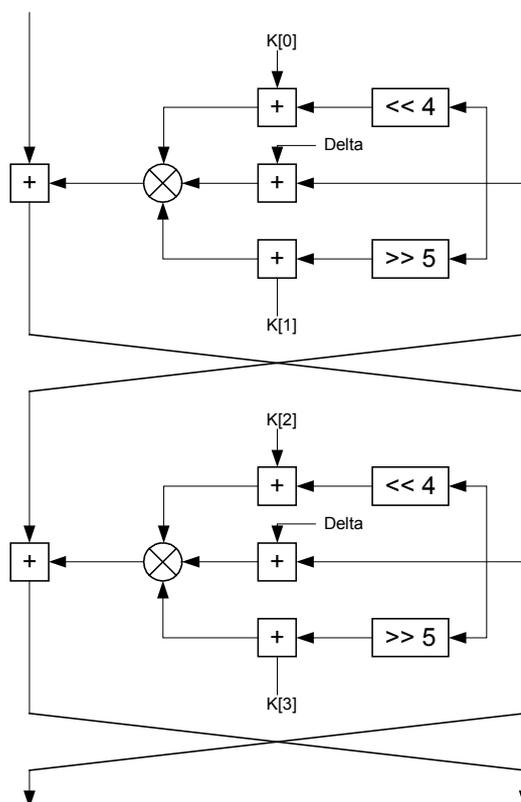 K[0]
+
<< 4
Delta
+
+
+
>> 5
K[1]
K[2]
+
<< 4
Delta
+
+
+
>> 5
K[3]